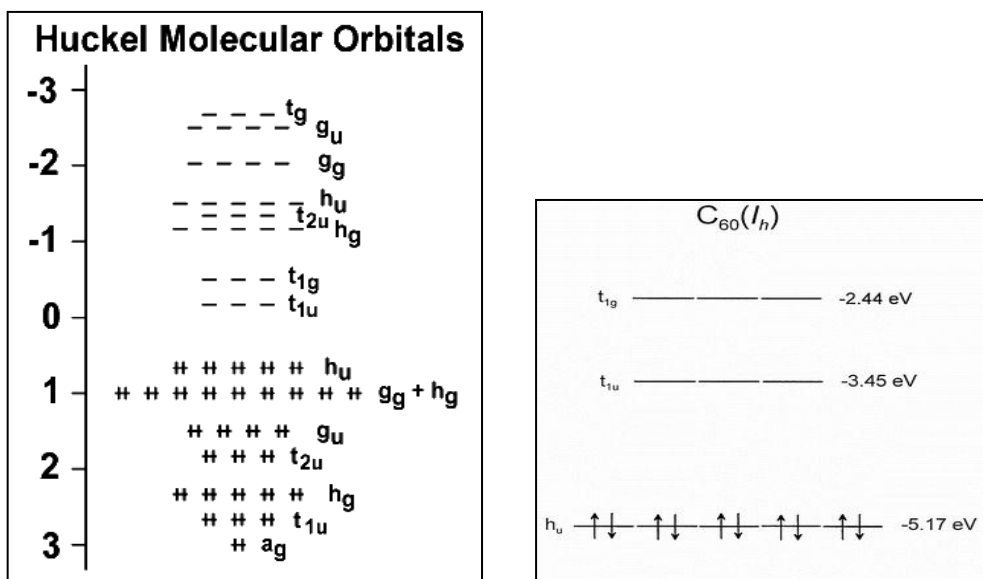 Huckel Molecular Orbitals
-3
tg
gu
-2
gg
hu
t2u hg
-1
t1g
t1u
0
hu
1
gg + hg
gu
t2u
2
hg
t1u
3
ag
C60(Ih)
t1g -2.44 eV
t1u -3.45 eV
hu -5.17 eV